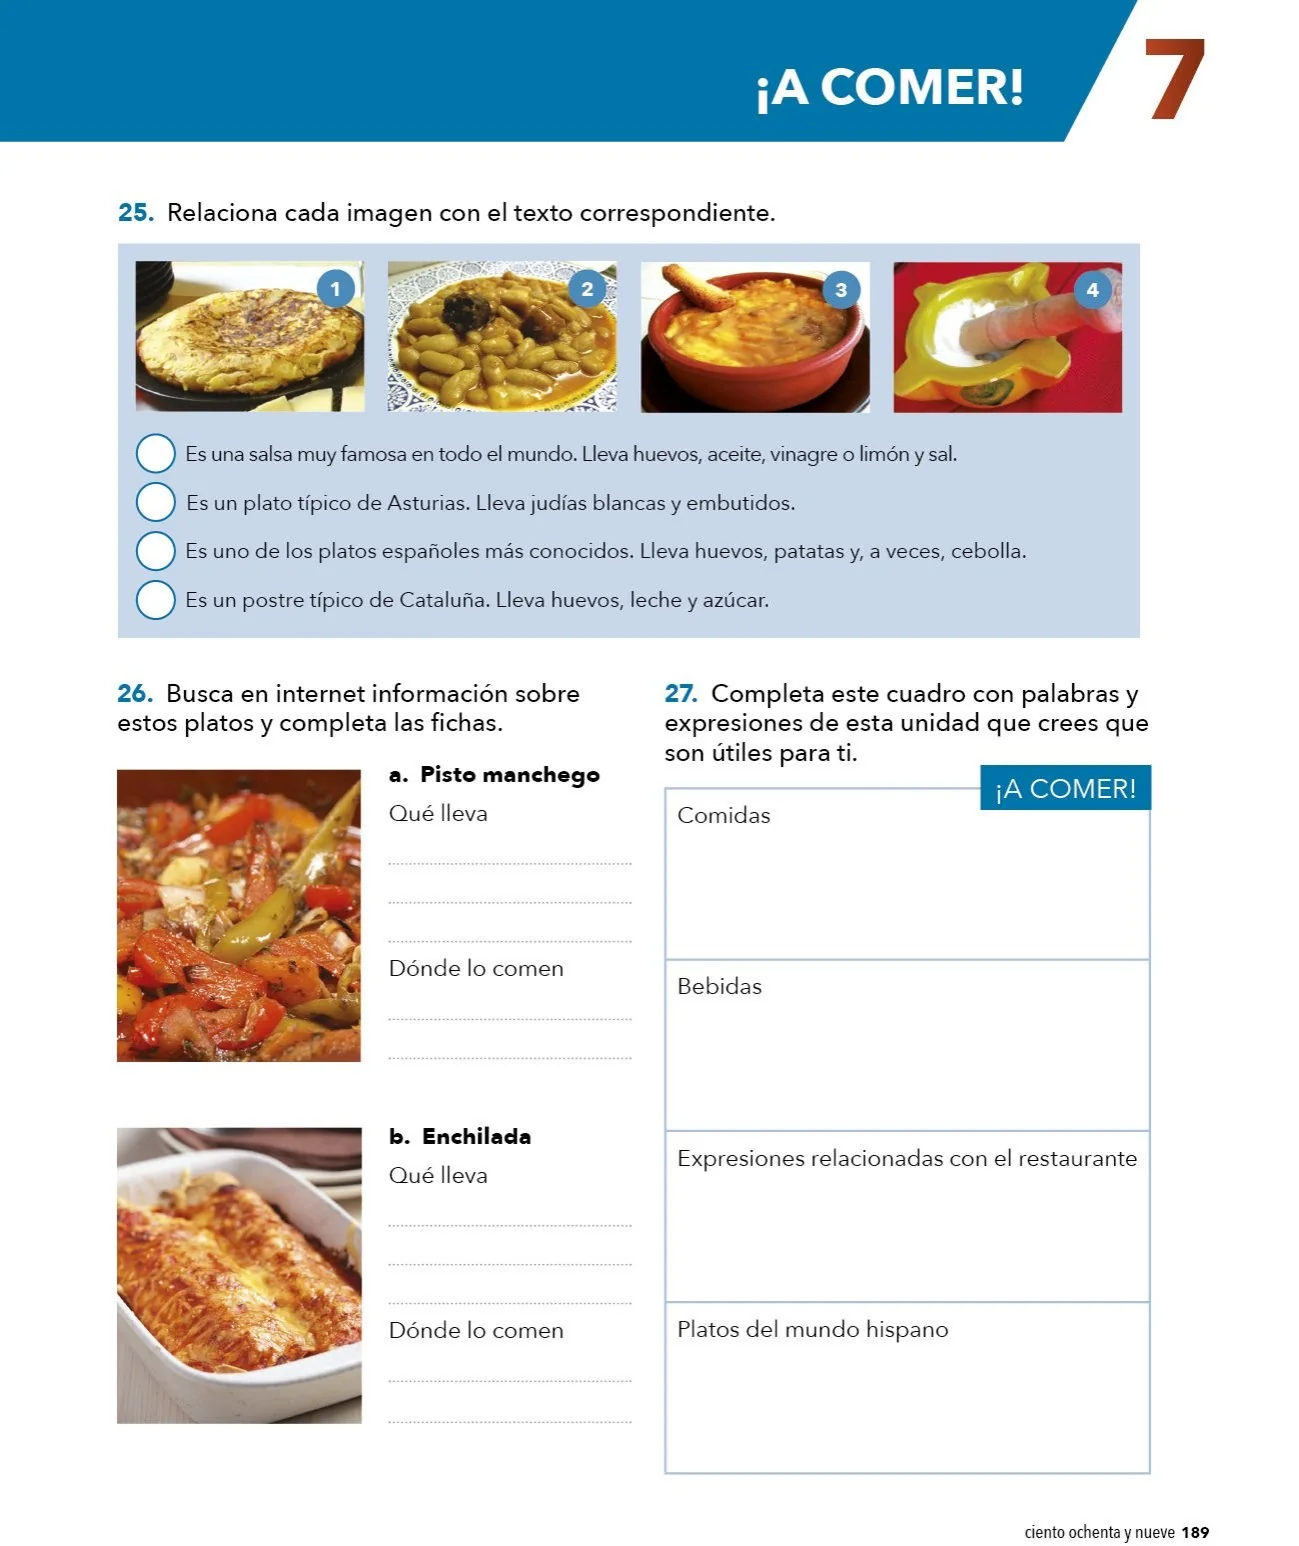 ¡A COMER!
7
25. Relaciona cada imagen con el texto correspondiente.
1
2
3
4
Es una salsa muy famosa en todo el mundo. Lleva huevos, aceite, vinagre o limón y sal.
Es un plato típico de Asturias. Lleva judías blancas y embutidos.
Es uno de los platos españoles más conocidos. Lleva huevos, patatas y, a veces, cebolla.
Es un postre típico de Cataluña. Lleva huevos, leche y azúcar.
26. Busca en internet información sobre
estos platos y completa las fichas.
a. Pisto manchego
Qué lleva
Dónde lo comen
b. Enchilada
Qué lleva
Dónde lo comen
27. Completa este cuadro con palabras y
expresiones de esta unidad que crees que
son útiles para ti.
¡A COMER!
Comidas
Bebidas
Expresiones relacionadas con el restaurante
Platos del mundo hispano
ciento ochenta y nueve 189